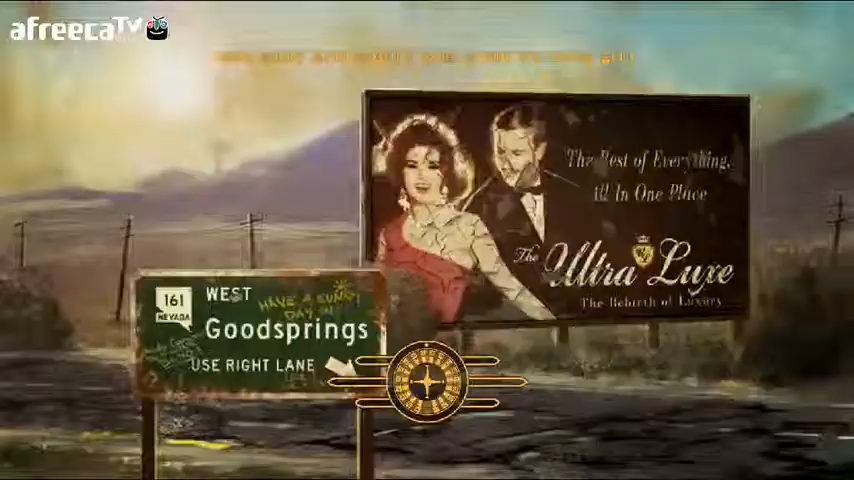 afreecaTV
The Best of Everything,
All In One Place
The Ultra Luxe
The Rebirth of Luxury
161
NEVADA
WEST
HAVE A SUNNY
DAY
Goodsprings
USE RIGHT LANE